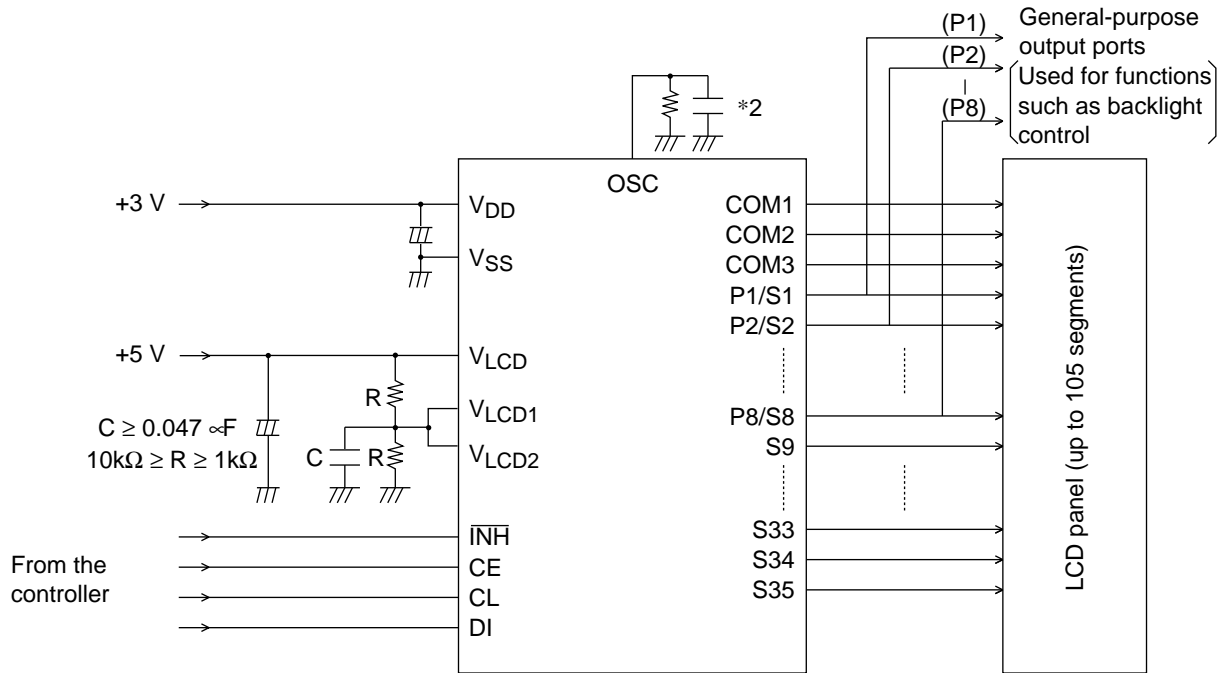 (P1)
General-purpose
output ports
(P2)
Used for functions
such as backlight
control
(P8)
*2
OSC
+3 V
VDD
VSS
+5 V
VLCD
R
VLCD1
C ≥ 0.047 ∝F
10kΩ ≥ R ≥ 1kΩ
C
R
VLCD2
From the
controller
INH
CE
CL
DI
COM1
COM2
COM3
P1/S1
P2/S2
P8/S8
S9
S33
S34
S35
LCD panel (up to 105 segments)